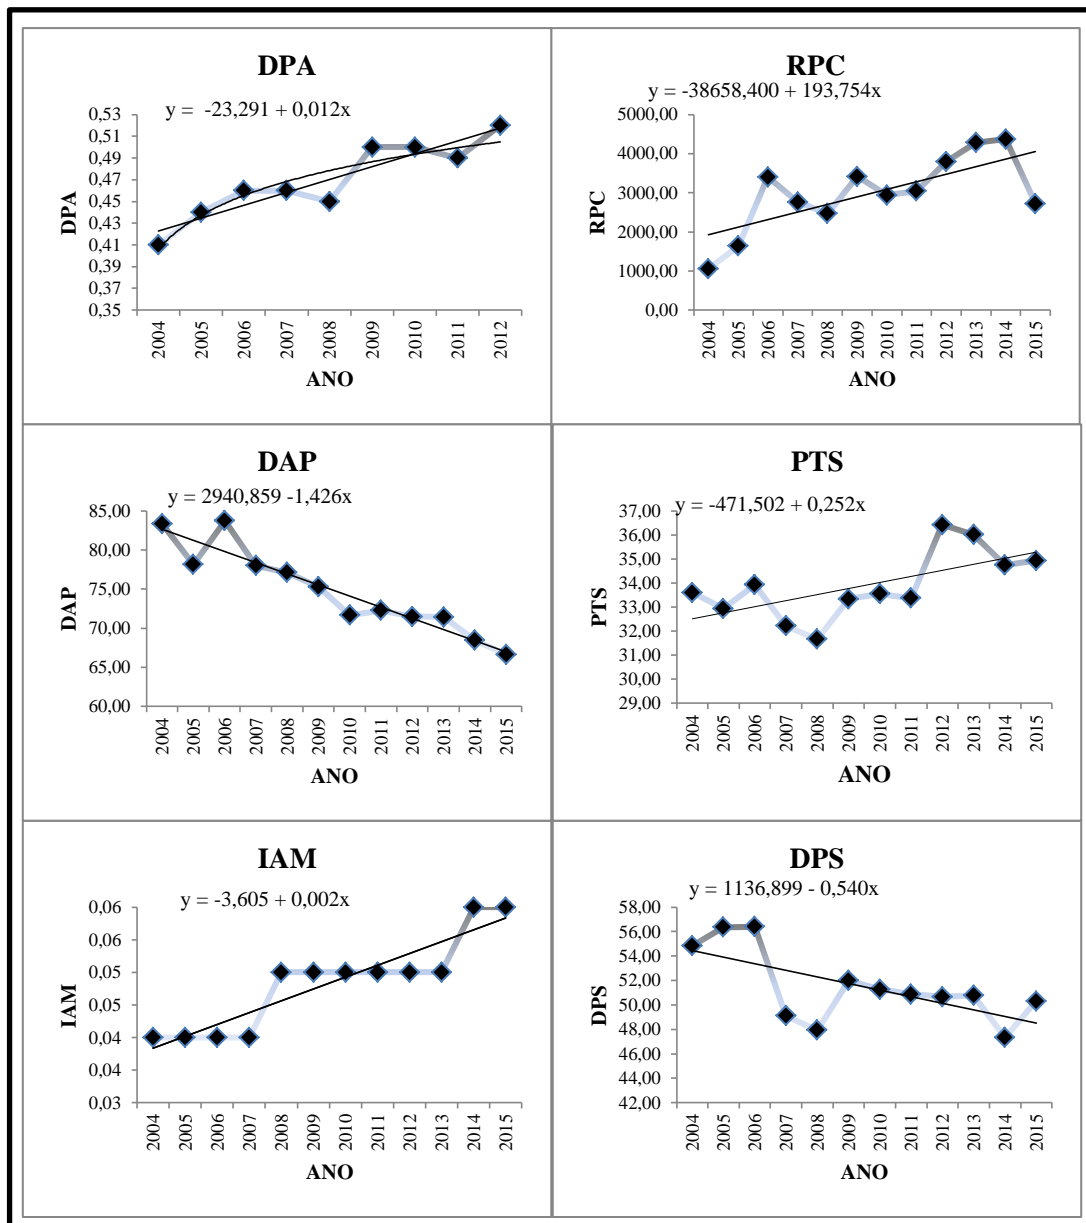 DPA
y =  -23,291 + 0,012x
0,53
0,51
0,49
0,47
0,45
0,43
0,41
0,39
0,37
0,35
DPA
2004 2005 2006 2007 2008 2009 2010 2011 2012
ANO
RPC
y = -38658,400 + 193,754x
5000,00
4000,00
3000,00
2000,00
1000,00
0,00
RPC
2004 2005 2006 2007 2008 2009 2010 2011 2012 2013 2014 2015
ANO
DAP
y = 2940,859 -1,426x
85,00
80,00
75,00
70,00
65,00
60,00
DAP
2004 2005 2006 2007 2008 2009 2010 2011 2012 2013 2014 2015
ANO
PTS
y = -471,502 + 0,252x
37,00
36,00
35,00
34,00
33,00
32,00
31,00
30,00
29,00
PTS
2004 2005 2006 2007 2008 2009 2010 2011 2012 2013 2014 2015
ANO
IAM
y = -3,605 + 0,002x
0,06
0,06
0,05
0,05
0,04
0,04
0,03
IAM
2004 2005 2006 2007 2008 2009 2010 2011 2012 2013 2014 2015
ANO
DPS
y = 1136,899 - 0,540x
58,00
56,00
54,00
52,00
50,00
48,00
46,00
44,00
42,00
DPS
2004 2005 2006 2007 2008 2009 2010 2011 2012 2013 2014 2015
ANO